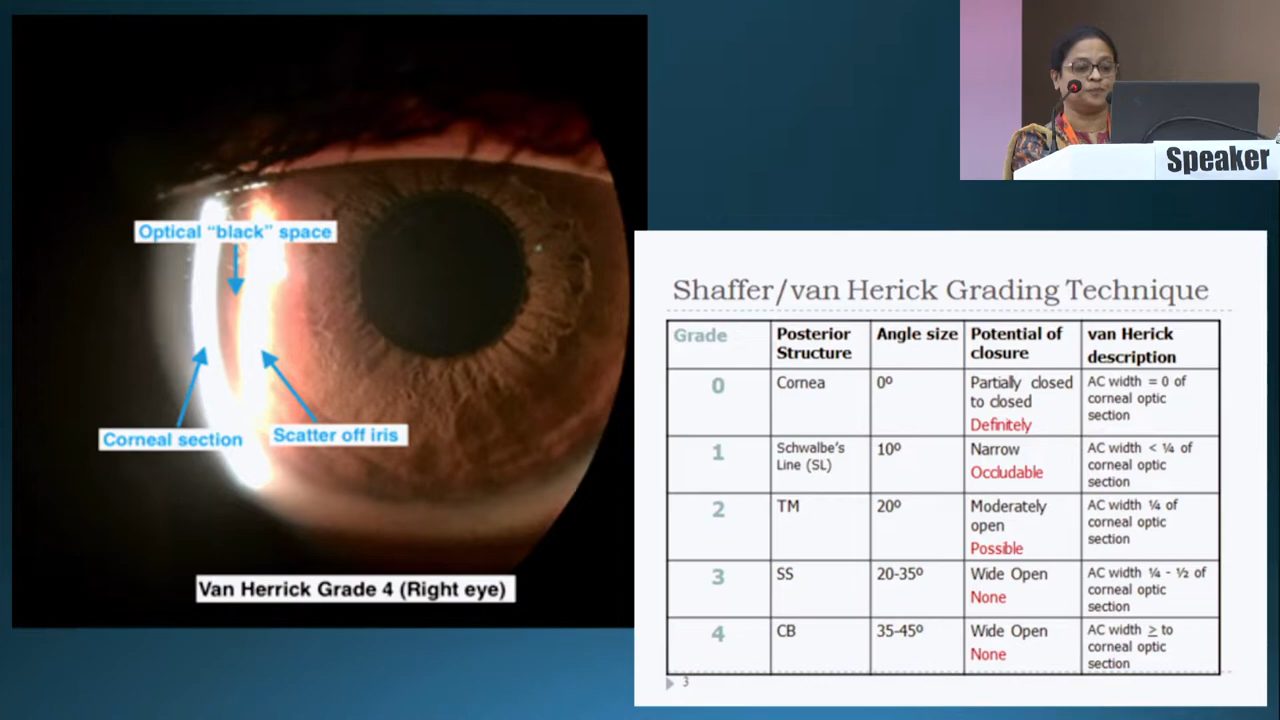 Optical “black” space
Corneal section
Scatter off iris
Van Herrick Grade 4 (Right eye)
Speaker
Shaffer/van Herick Grading Technique
Grade
Posterior
Structure
Angle size
Potential of
closure
van Herick
description
0
Cornea
0º
Partially closed
to closed
Definitely
AC width = 0 of
corneal optic
section
1
Schwalbe's
Line (SL)
10º
Narrow
Occludable
AC width < ¼ of
corneal optic
section
2
TM
20º
Moderately
open
Possible
AC width ¼ of
corneal optic
section
3
SS
20-35º
Wide Open
None
AC width ¼ - ½ of
corneal optic
section
4
CB
35-45º
Wide Open
None
AC width ≥ to
corneal optic
section
3